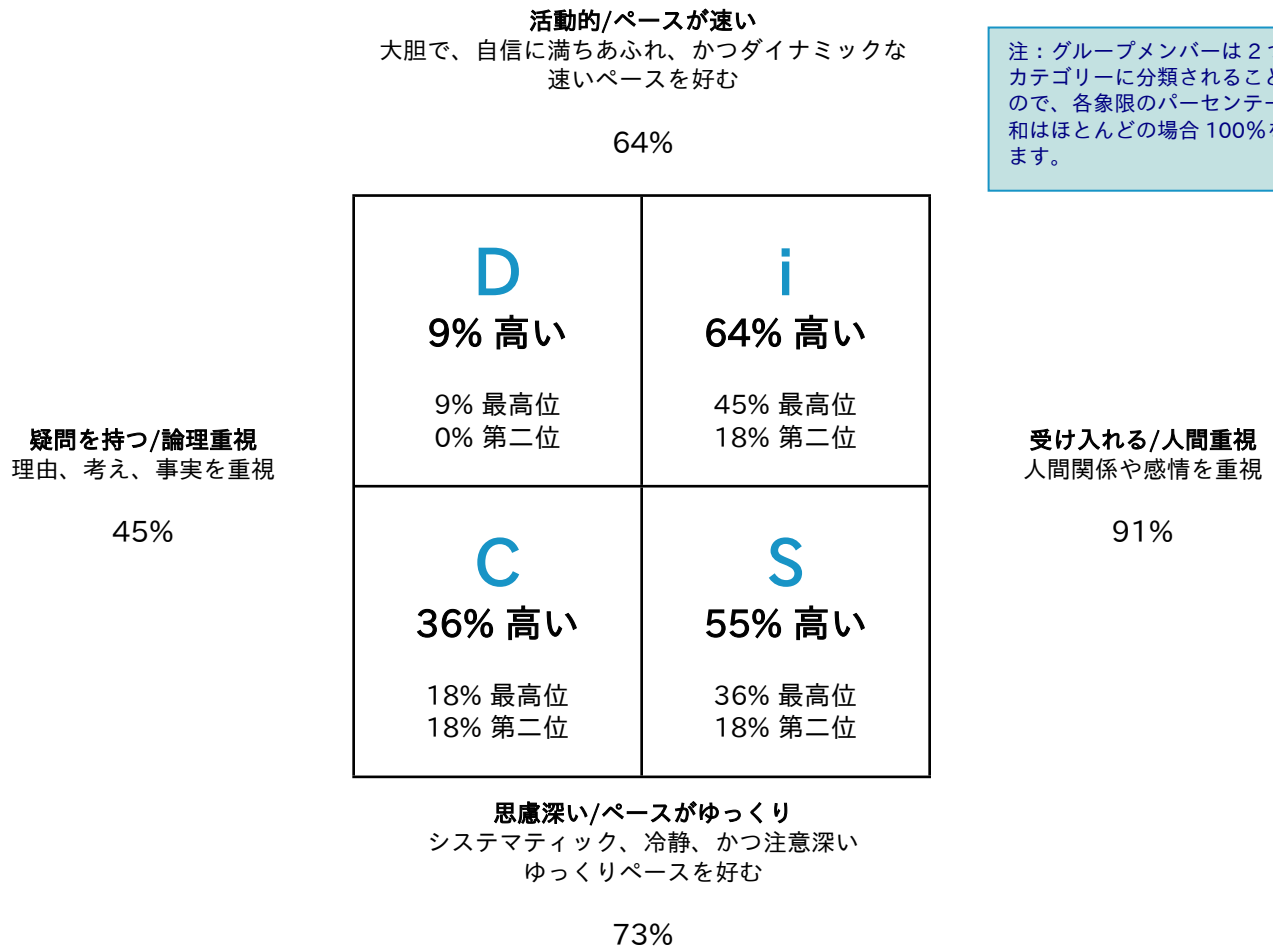 活動的/ペースが速い
大胆で、自信に満ちあふれ、かつダイナミックな
速いペースを好む
64%
注：グループメンバーは 2
カテゴリーに分類されるこ
ので、各象限のパーセンテー
和はほとんどの場合 100%
ます。
D
9% 高い
9% 最高位
0% 第二位
i
64% 高い
45% 最高位
18% 第二位
疑問を持つ/論理重視
理由、考え、事実を重視
45%
受け入れる/人間重視
人間関係や感情を重視
91%
C
36% 高い
18% 最高位
18% 第二位
S
55% 高い
36% 最高位
18% 第二位
思慮深い/ペースがゆっくり
システマティック、冷静、かつ注意深い
ゆっくりペースを好む
73%